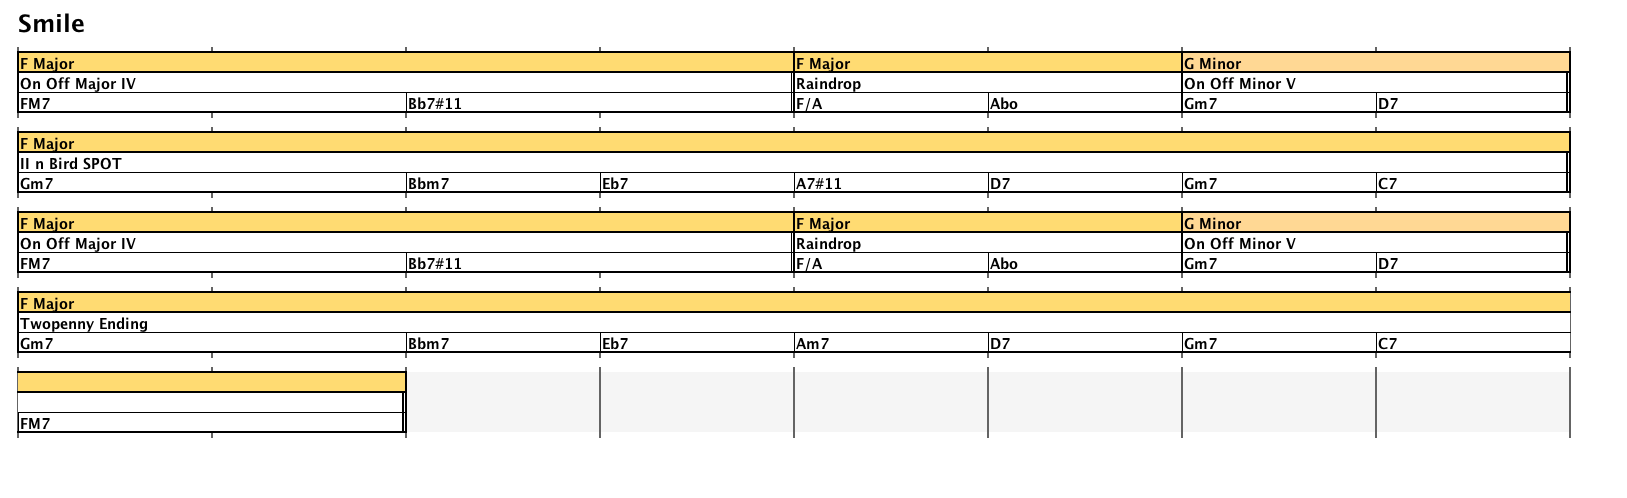 Smile
F Major F Major G Minor
On Off Major IV Raindrop On Off Minor V
FM7 Bb7#11 F/A Abo Gm7 D7
F Major
II n Bird SPOT
Gm7 Bbm7 Eb7 A7#11 D7 Gm7 C7
F Major F Major G Minor
On Off Major IV Raindrop On Off Minor V
FM7 Bb7#11 F/A Abo Gm7 D7
F Major
Twopenny Ending
Gm7 Bbm7 Eb7 Am7 D7 Gm7 C7
FM7